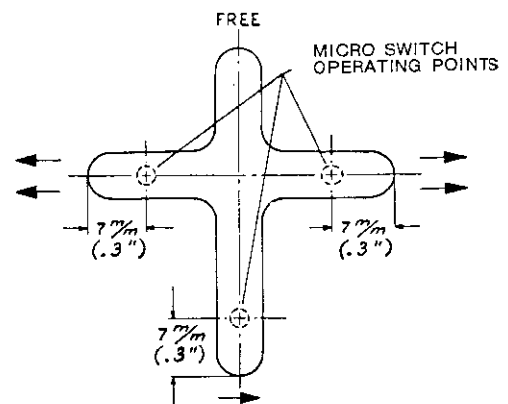 FREE
MICRO SWITCH
OPERATING POINTS
7 m/m
(.3")
7 m/m
(.3")
7 m/m
(.3")